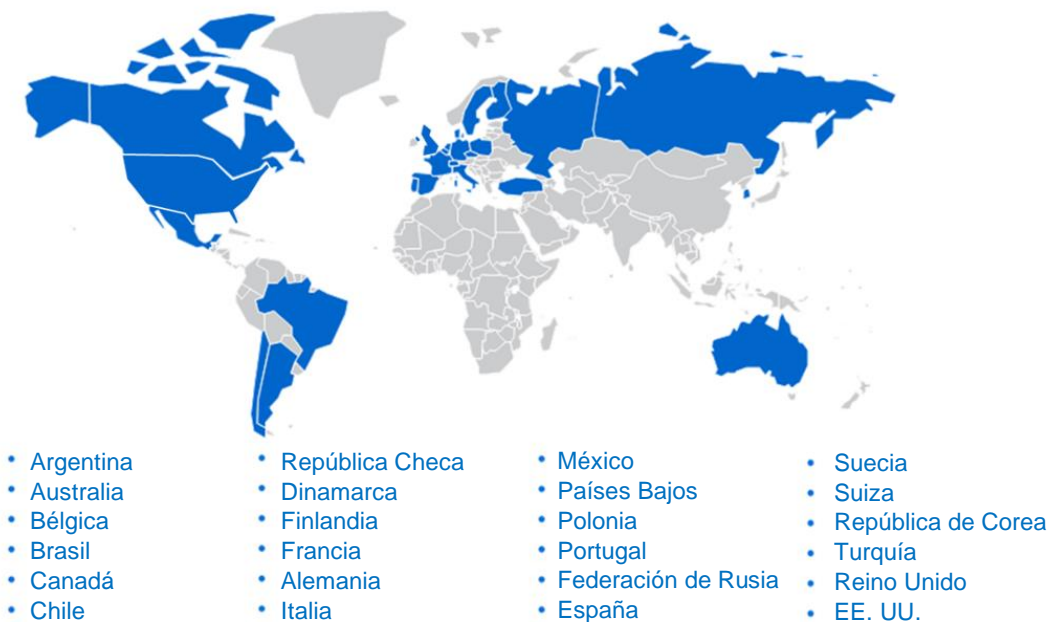 • Argentina
• Australia
• Bélgica
• Brasil
• Canadá
• Chile
• República Checa
• Dinamarca
• Finlandia
• Francia
• Alemania
• Italia
• México
• Países Bajos
• Polonia
• Portugal
• Federación de Rusia
• España
• Suecia
• Suiza
• República de Corea
• Turquía
• Reino Unido
• EE. UU.